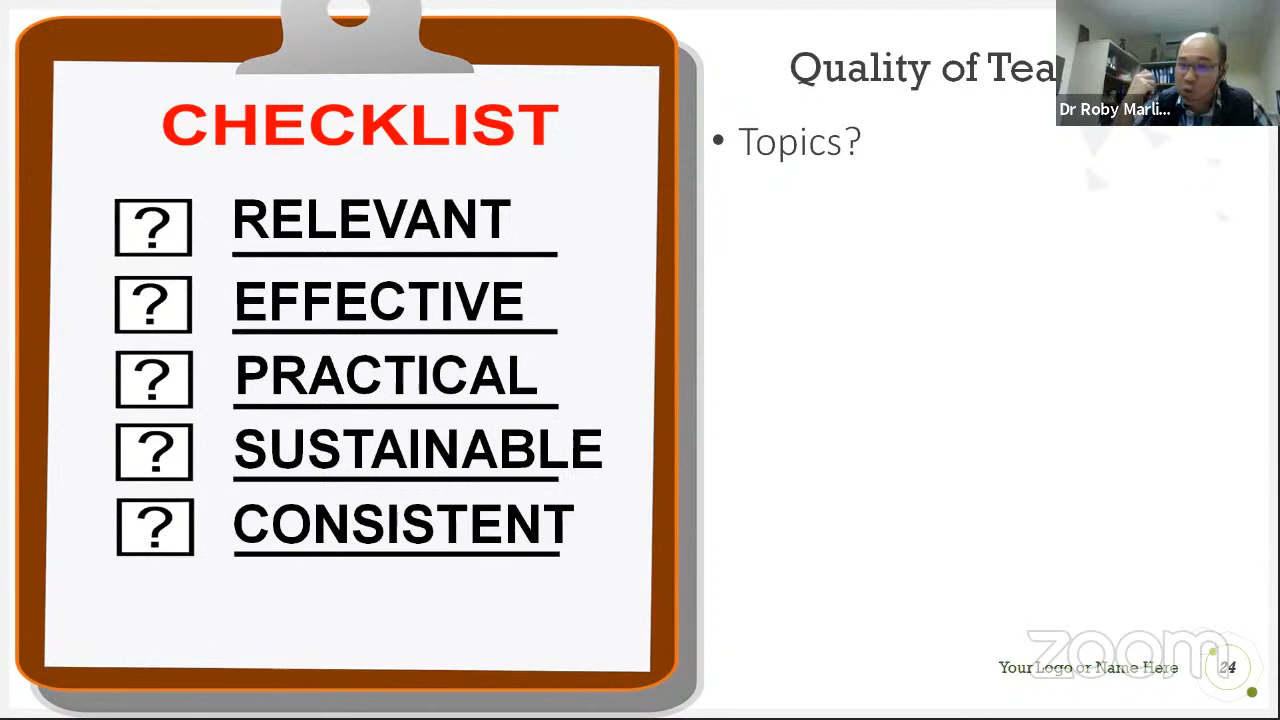 CHECKLIST
? RELEVANT
? EFFECTIVE
? PRACTICAL
? SUSTAINABLE
? CONSISTENT
Quality of Tea
• Topics?
Dr Roby Marli...
zoom
Your Logo or Name Here
24